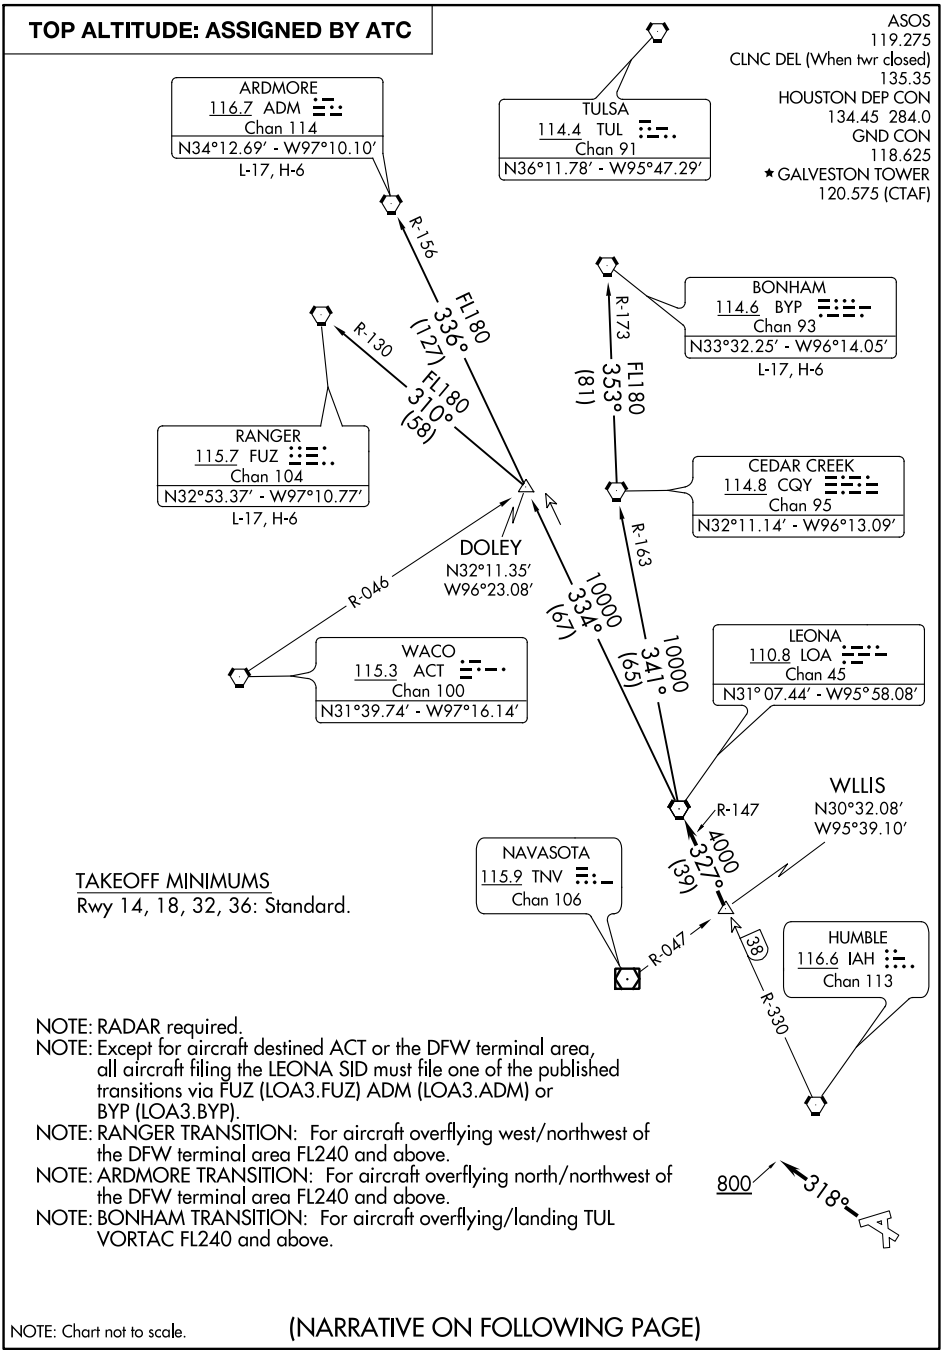 TOP ALTITUDE: ASSIGNED BY ATC
ASOS
119.275
CLNC DEL (When twr closed)
135.35
HOUSTON DEP CON
134.45 284.0
GND CON
118.625
★ GALVESTON TOWER
120.575 (CTAF)
ARDMORE
116.7 ADM
Chan 114
N34°12.69′ - W97°10.10′
L-17, H-6
TULSA
114.4 TUL
Chan 91
N36°11.78′ - W95°47.29′
R-156
FL180
336°
(127)
BONHAM
114.6 BYP
Chan 93
N33°32.25′ - W96°14.05′
L-17, H-6
R-173
FL180
353°
(81)
R-130
FL180
310°
(58)
RANGER
115.7 FUZ
Chan 104
N32°53.37′ - W97°10.77′
L-17, H-6
CEDAR CREEK
114.8 CQY
Chan 95
N32°11.14′ - W96°13.09′
DOLEY
N32°11.35′
W96°23.08′
R-046
R-163
10000
334°
(67)
10000
341°
(65)
WACO
115.3 ACT
Chan 100
N31°39.74′ - W97°16.14′
LEONA
110.8 LOA
Chan 45
N31°07.44′ - W95°58.08′
R-147
4000
327°
(39)
WLLIS
N30°32.08′
W95°39.10′
NAVASOTA
115.9 TNV
Chan 106
R-047
38
R-330
HUMBLE
116.6 IAH
Chan 113
TAKEOFF MINIMUMS
Rwy 14, 18, 32, 36: Standard.
NOTE: RADAR required.
NOTE: Except for aircraft destined ACT or the DFW terminal area,
all aircraft filing the LEONA SID must file one of the published
transitions via FUZ (LOA3.FUZ) ADM (LOA3.ADM) or
BYP (LOA3.BYP).
NOTE: RANGER TRANSITION: For aircraft overflying west/northwest of
the DFW terminal area FL240 and above.
NOTE: ARDMORE TRANSITION: For aircraft overflying north/northwest of
the DFW terminal area FL240 and above.
NOTE: BONHAM TRANSITION: For aircraft overflying/landing TUL
VORTAC FL240 and above.
800
318°
NOTE: Chart not to scale.
(NARRATIVE ON FOLLOWING PAGE)